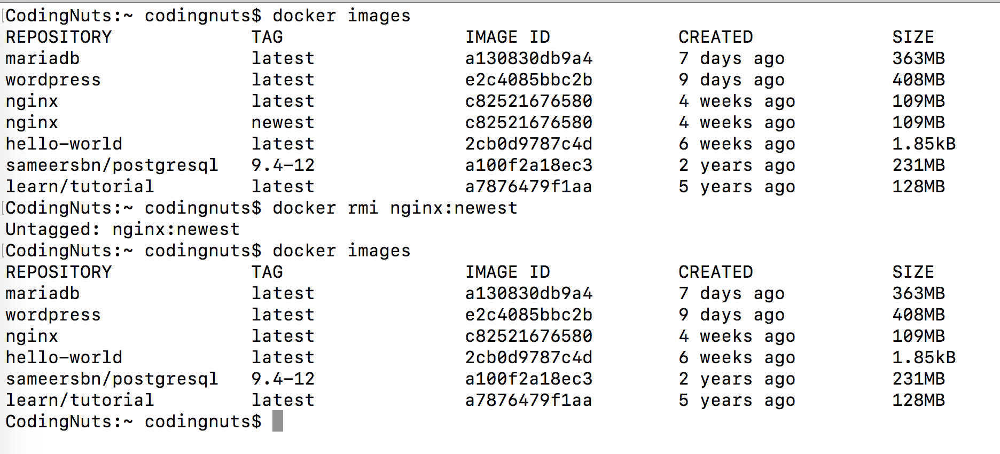 CodingNuts:~ codingnuts$ docker images
REPOSITORY TAG IMAGE ID CREATED SIZE
mariadb latest a130830db9a4 7 days ago 363MB
wordpress latest e2c4085bbc2b 9 days ago 408MB
nginx latest c82521676580 4 weeks ago 109MB
nginx newest c82521676580 4 weeks ago 109MB
hello-world latest 2cb0d9787c4d 6 weeks ago 1.85kB
sameersbn/postgresql 9.4-12 a100f2a18ec3 2 years ago 231MB
learn/tutorial latest a7876479f1aa 5 years ago 128MB
CodingNuts:~ codingnuts$ docker rmi nginx:newest
Untagged: nginx:newest
CodingNuts:~ codingnuts$ docker images
REPOSITORY TAG IMAGE ID CREATED SIZE
mariadb latest a130830db9a4 7 days ago 363MB
wordpress latest e2c4085bbc2b 9 days ago 408MB
nginx latest c82521676580 4 weeks ago 109MB
hello-world latest 2cb0d9787c4d 6 weeks ago 1.85kB
sameersbn/postgresql 9.4-12 a100f2a18ec3 2 years ago 231MB
learn/tutorial latest a7876479f1aa 5 years ago 128MB
CodingNuts:~ codingnuts$